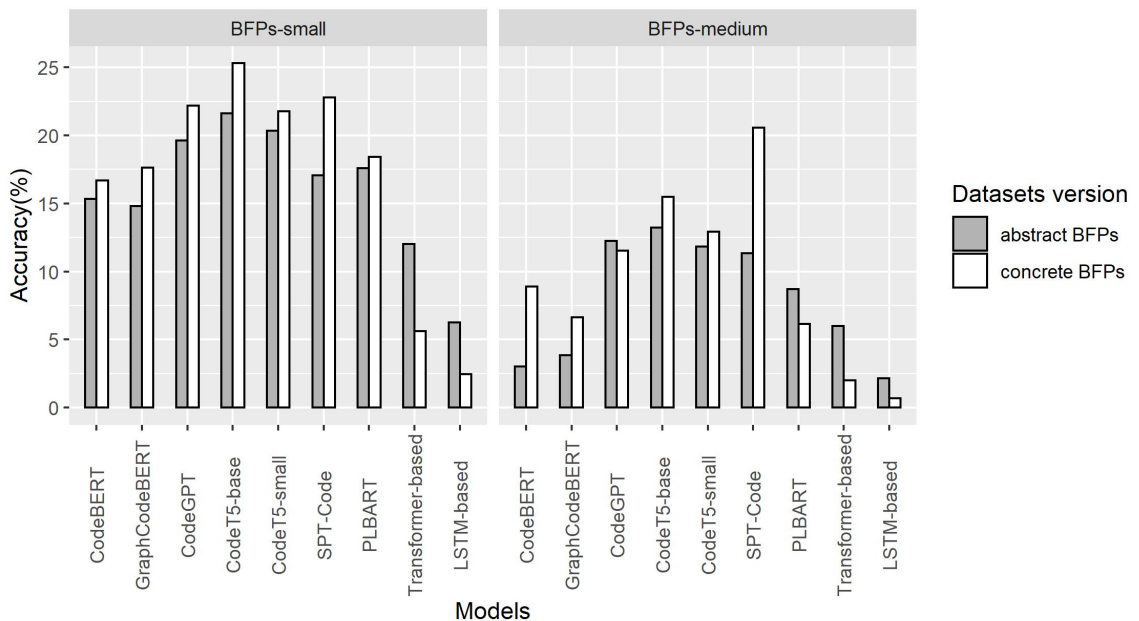 BFPs-small
BFPs-medium
Accuracy(%)
25
20
15
10
5
0
CodeBERT
GraphCodeBERT
CodeGPT
CodeT5-base
CodeT5-small
SPT-Code
PLBART
Transformer-based
LSTM-based
CodeBERT
GraphCodeBERT
CodeGPT
CodeT5-base
CodeT5-small
SPT-Code
PLBART
Transformer-based
LSTM-based
Models
Datasets version
abstract BFPs
concrete BFPs